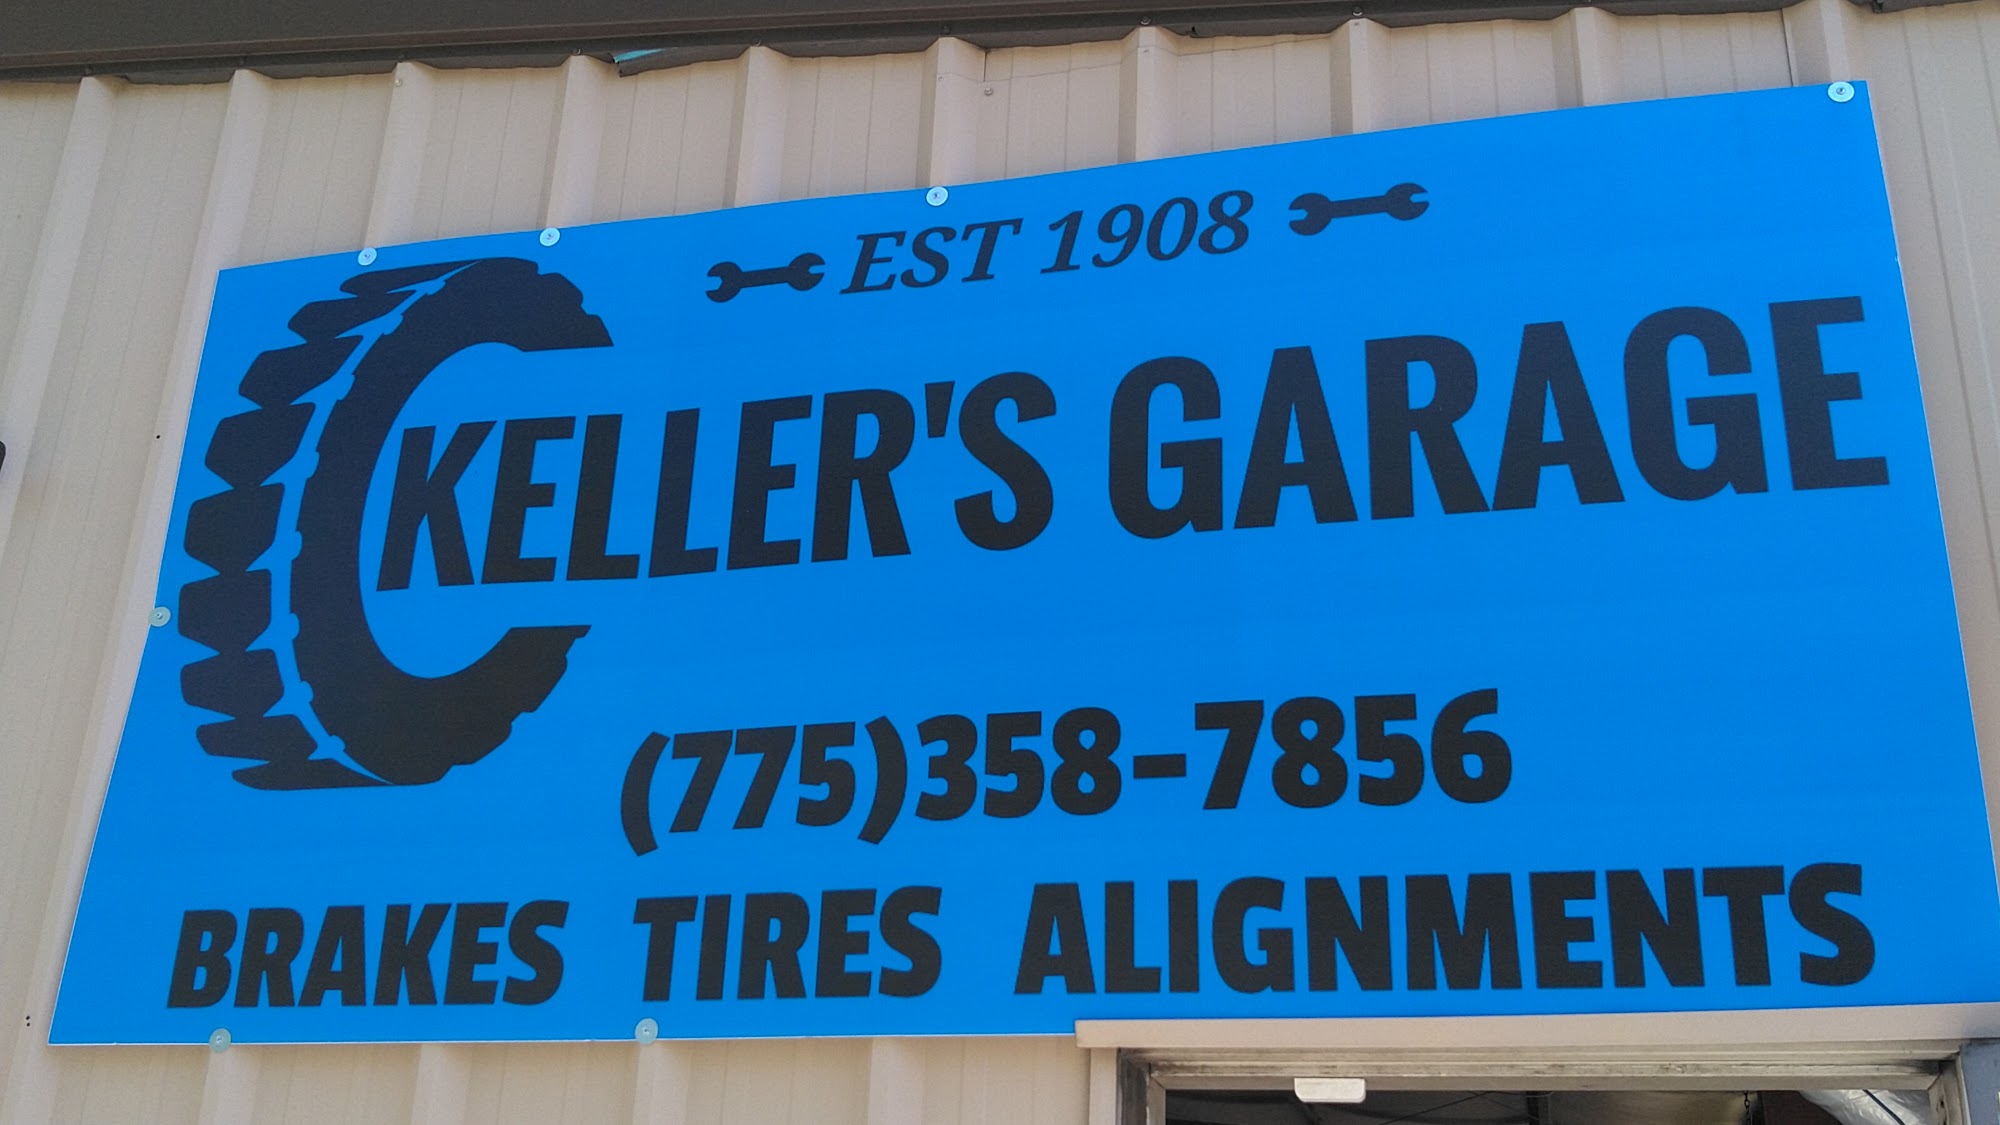 EST 1908
KELLER'S GARAGE
(775)358-7856
BRAKES TIRES ALIGNMENTS